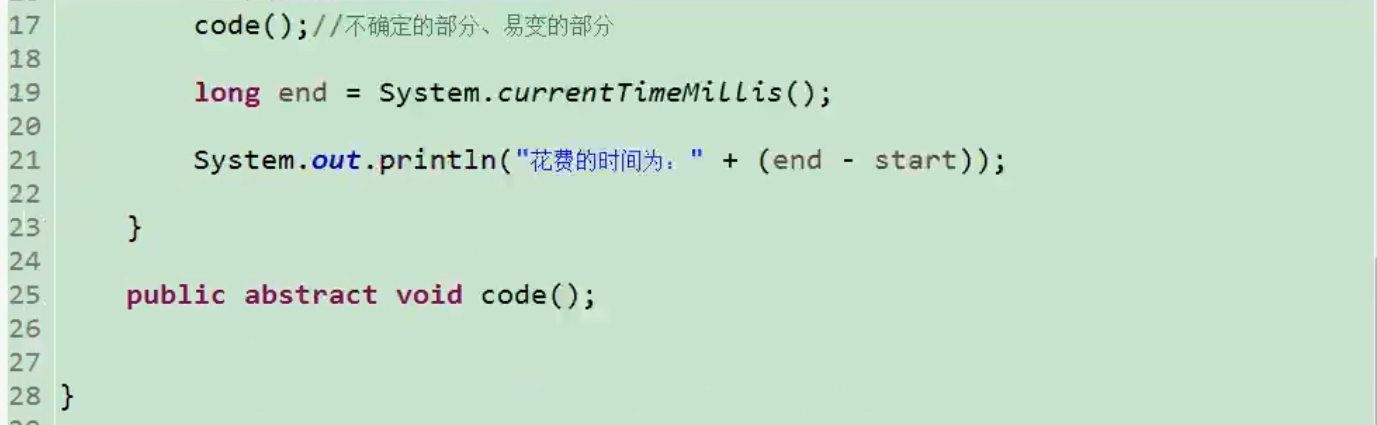 17 code();//不确定的部分、易变的部分
18
19 long end = System.currentTimeMillis();
20
21 System.out.println("花费的时间为：" + (end - start));
22
23 }
24
25 public abstract void code();
26
27
28 }